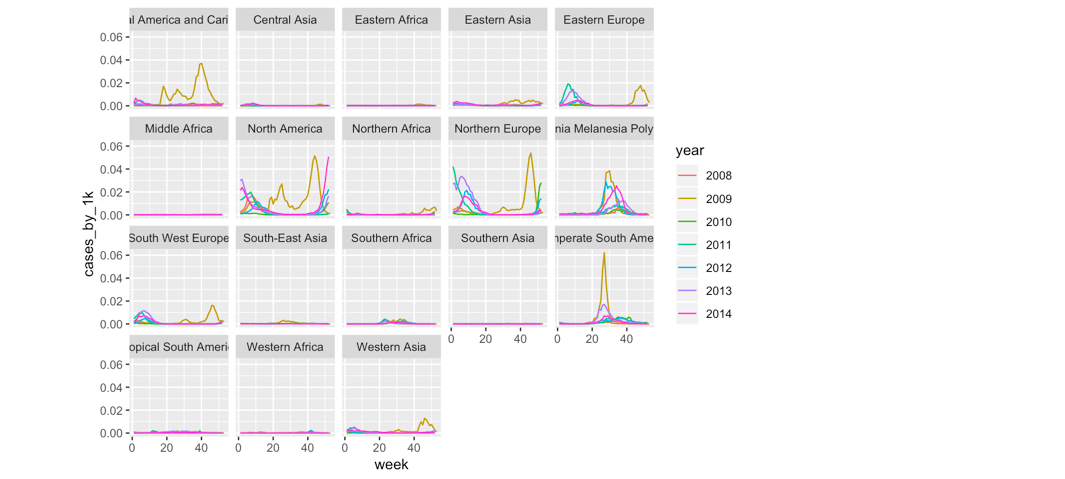 al America and Cari
Central Asia
Eastern Africa
Eastern Asia
Eastern Europe
0.06
0.04
0.02
0.00
Middle Africa
North America
Northern Africa
Northern Europe
nia Melanesia Poly
0.06
0.04
0.02
0.00
South West Europe
South-East Asia
Southern Africa
Southern Asia
nperate South Ame
0.06
0.04
0.02
0.00
0 20 40
0 20 40
opical South Ameri
Western Africa
Western Asia
0.06
0.04
0.02
0.00
0 20 40
0 20 40
0 20 40
week
cases_by_1k
year
2008
2009
2010
2011
2012
2013
2014